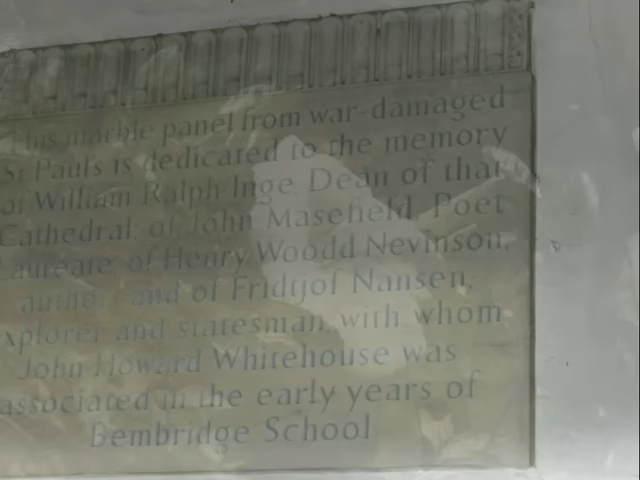 This marble panel from war-damaged
St Paul's is dedicated to the memory
of William Ralph Inge, Dean of that
Cathedral; of John Masefield, Poet
Laureate; of Henry Woodd Nevinson,
author; and of Fridtjof Nansen,
explorer and statesman, with whom
John Howard Whitehouse was
associated in the early years of
Bembridge School